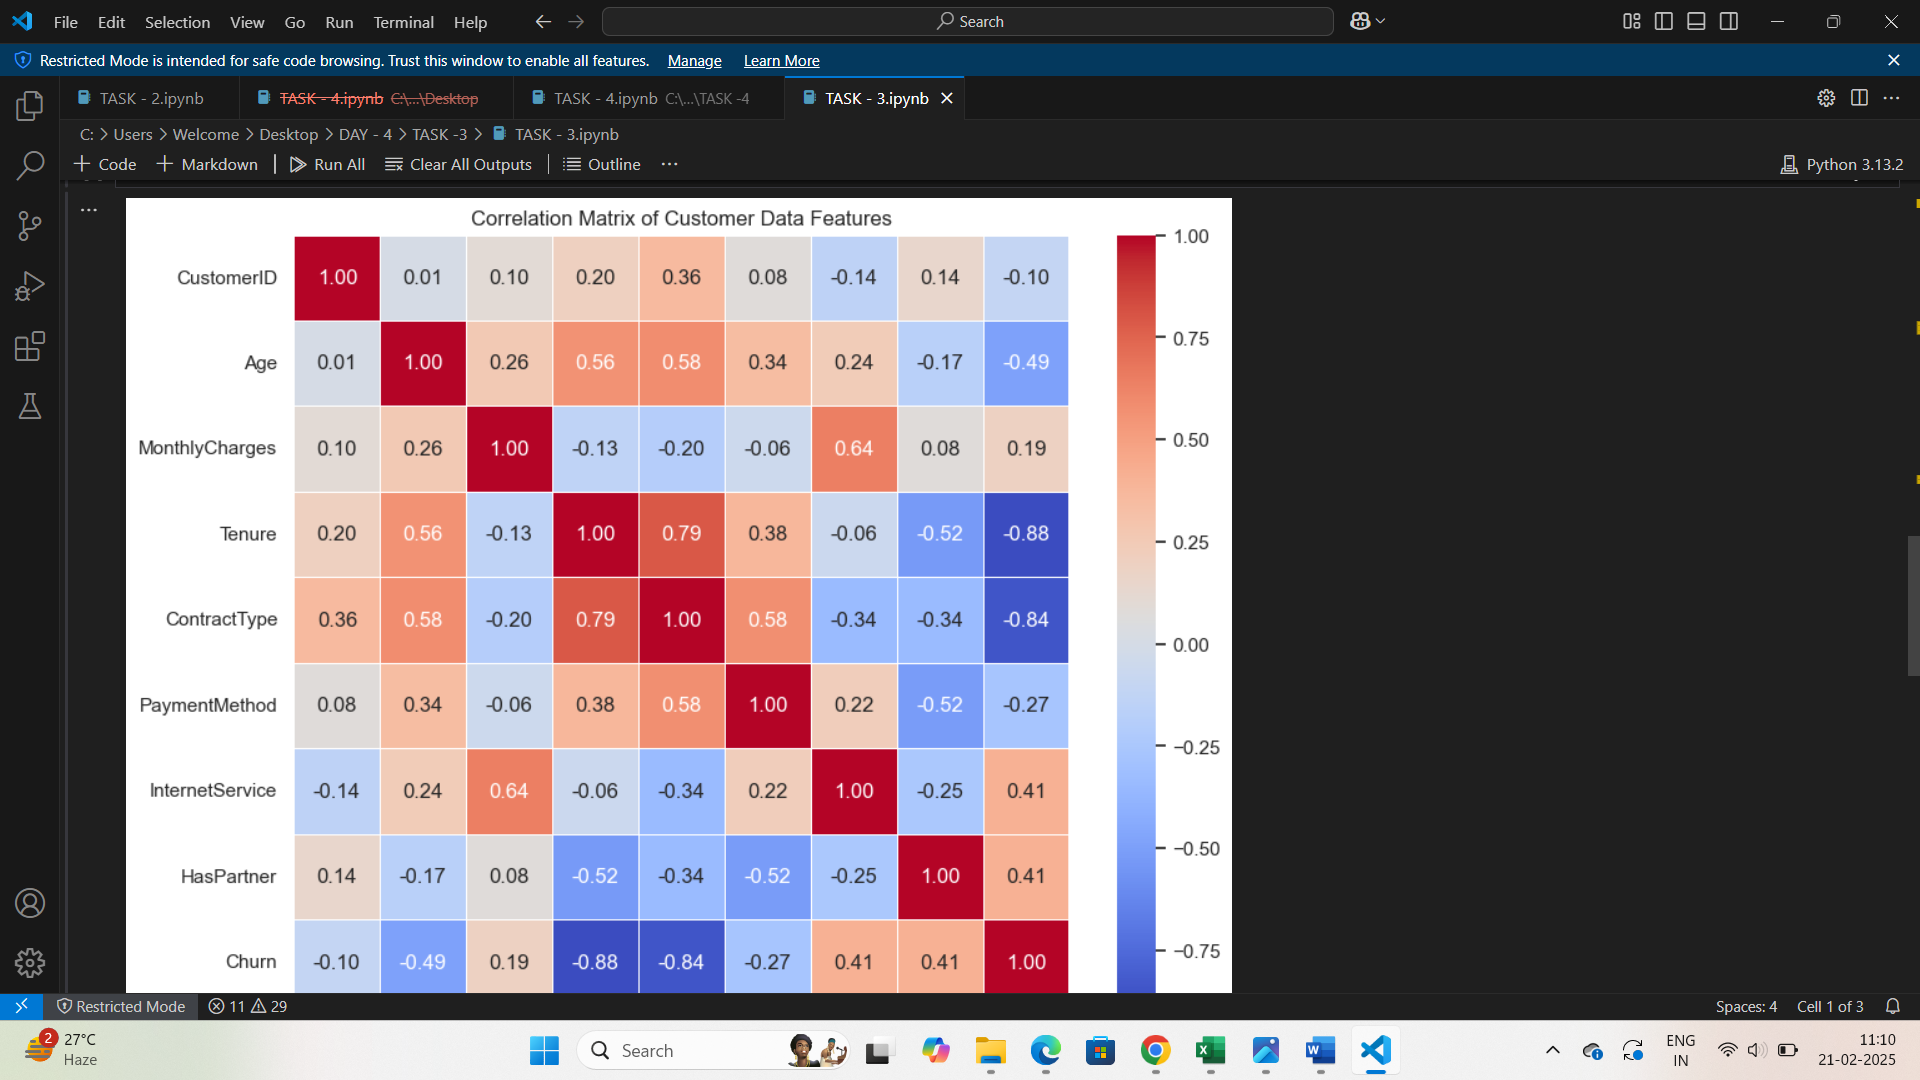 File Edit Selection View Go Run Terminal Help
Search
Restricted Mode is intended for safe code browsing. Trust this window to enable all features. Manage Learn More
TASK - 2.ipynb
TASK - 4.ipynb C:\...\Desktop
TASK - 4.ipynb C:\...\TASK -4
TASK - 3.ipynb
C: > Users > Welcome > Desktop > DAY - 4 > TASK -3 > TASK - 3.ipynb
+ Code + Markdown Run All Clear All Outputs Outline ...
Python 3.13.2
Correlation Matrix of Customer Data Features
CustomerID 1.00 0.01 0.10 0.20 0.36 0.08 -0.14 0.14 -0.10
Age 0.01 1.00 0.26 0.56 0.58 0.34 0.24 -0.17 -0.49
MonthlyCharges 0.10 0.26 1.00 -0.13 -0.20 -0.06 0.64 0.08 0.19
Tenure 0.20 0.56 -0.13 1.00 0.79 0.38 -0.06 -0.52 -0.88
ContractType 0.36 0.58 -0.20 0.79 1.00 0.58 -0.34 -0.34 -0.84
PaymentMethod 0.08 0.34 -0.06 0.38 0.58 1.00 0.22 -0.52 -0.27
InternetService -0.14 0.24 0.64 -0.06 -0.34 0.22 1.00 -0.25 0.41
HasPartner 0.14 -0.17 0.08 -0.52 -0.34 -0.52 -0.25 1.00 0.41
Churn -0.10 -0.49 0.19 -0.88 -0.84 -0.27 0.41 0.41 1.00
1.00
0.75
0.50
0.25
0.00
−0.25
−0.50
−0.75
Restricted Mode 11 29
Spaces: 4 Cell 1 of 3
2
27°C
Haze
Search
ENG
IN
11:10
21-02-2025